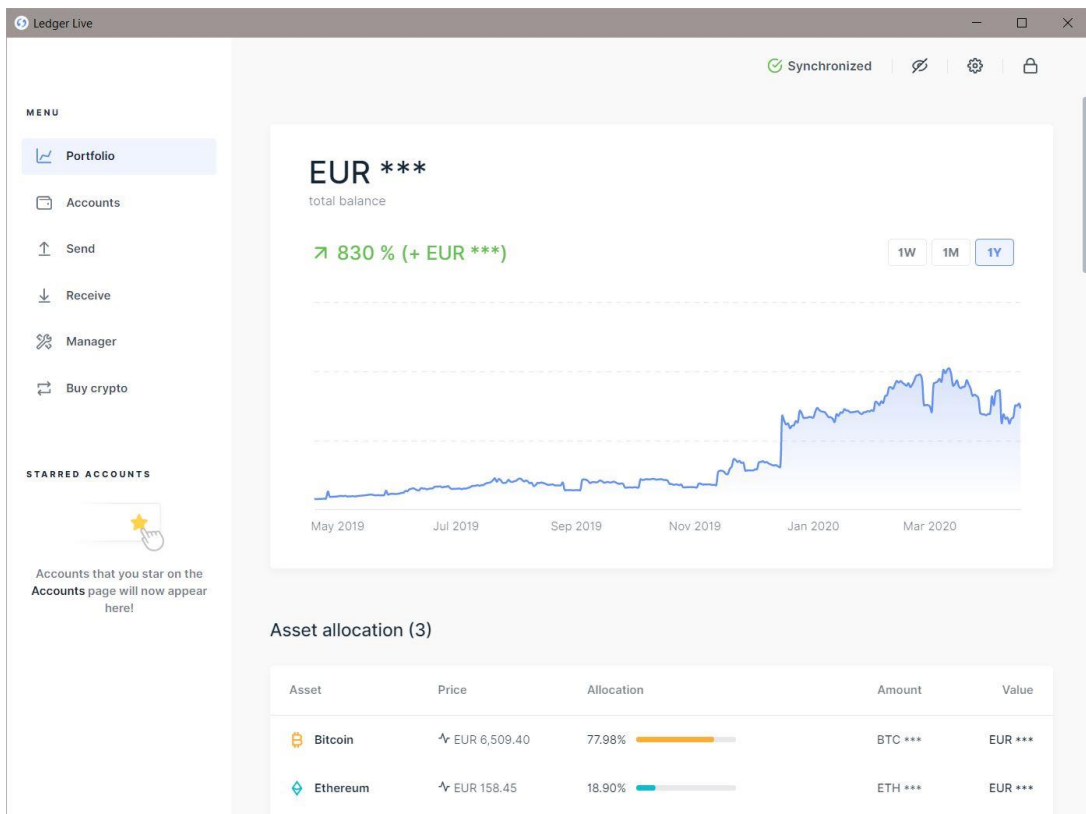 Ledger Live
Synchronized
MENU
Portfolio
Accounts
Send
Receive
Manager
Buy crypto
STARRED ACCOUNTS
Accounts that you star on the
Accounts page will now appear
here!
EUR ***
total balance
830 % (+ EUR ***)
1W 1M 1Y
May 2019 Jul 2019 Sep 2019 Nov 2019 Jan 2020 Mar 2020
Asset allocation (3)
Asset Price Allocation Amount Value
Bitcoin EUR 6,509.40 77.98% BTC *** EUR ***
Ethereum EUR 158.45 18.90% ETH *** EUR ***